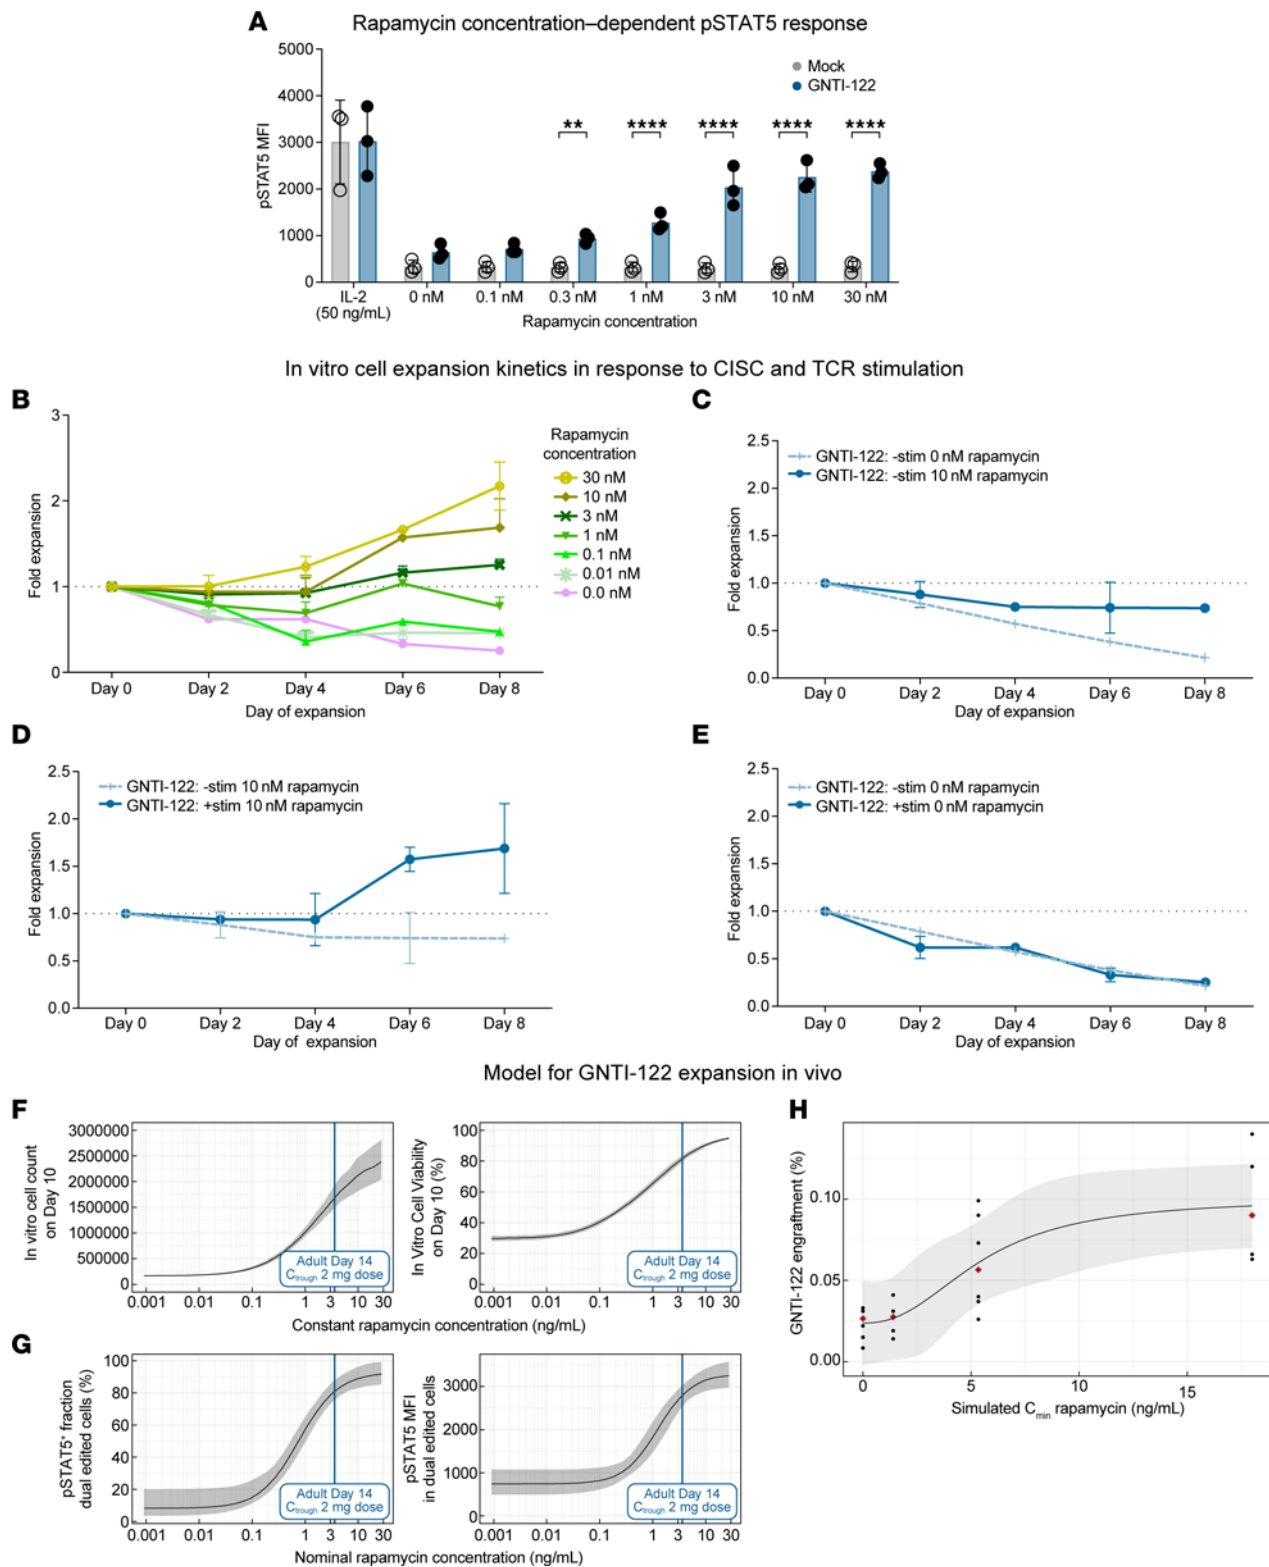 A
Rapamycin concentration–dependent pSTAT5 response
5000
4000
3000
2000
1000
0
pSTAT5 MFI
Mock
GNTI-122
**
****
****
****
****
IL-2
(50 ng/mL)
0 nM
0.1 nM
0.3 nM
1 nM
3 nM
10 nM
30 nM
Rapamycin concentration
In vitro cell expansion kinetics in response to CISC and TCR stimulation
B
3
2
1
0
Fold expansion
Day 0
Day 2
Day 4
Day 6
Day 8
Day of expansion
Rapamycin
concentration
30 nM
10 nM
3 nM
1 nM
0.1 nM
0.01 nM
0.0 nM
C
2.5
2.0
1.5
1.0
0.5
0.0
Fold expansion
GNTI-122: -stim 0 nM rapamycin
GNTI-122: -stim 10 nM rapamycin
Day 0
Day 2
Day 4
Day 6
Day 8
Day of expansion
D
2.5
2.0
1.5
1.0
0.5
0.0
Fold expansion
GNTI-122: -stim 10 nM rapamycin
GNTI-122: +stim 10 nM rapamycin
Day 0
Day 2
Day 4
Day 6
Day 8
Day of expansion
E
2.5
2.0
1.5
1.0
0.5
0.0
Fold expansion
GNTI-122: -stim 0 nM rapamycin
GNTI-122: +stim 0 nM rapamycin
Day 0
Day 2
Day 4
Day 6
Day 8
Day of expansion
Model for GNTI-122 expansion in vivo
F
In vitro cell count
on Day 10
3000000
2500000
2000000
1500000
1000000
500000
0
Adult Day 14
Ctrough 2 mg dose
0.001
0.01
0.1
1
3
10
30
In Vitro Cell Viability
on Day 10 (%)
100
80
60
40
20
0
Adult Day 14
Ctrough 2 mg dose
0.001
0.01
0.1
1
3
10
30
Constant rapamycin concentration (ng/mL)
G
pSTAT5+ fraction
dual edited cells (%)
100
80
60
40
20
0
Adult Day 14
Ctrough 2 mg dose
0.001
0.01
0.1
1
3
10
30
pSTAT5 MFI
in dual edited cells
3000
2000
1000
0
Adult Day 14
Ctrough 2 mg dose
0.001
0.01
0.1
1
3
10
30
Nominal rapamycin concentration (ng/mL)
H
GNTI-122 engraftment (%)
0.10
0.05
0.00
0
5
10
15
Simulated Cmin rapamycin (ng/mL)